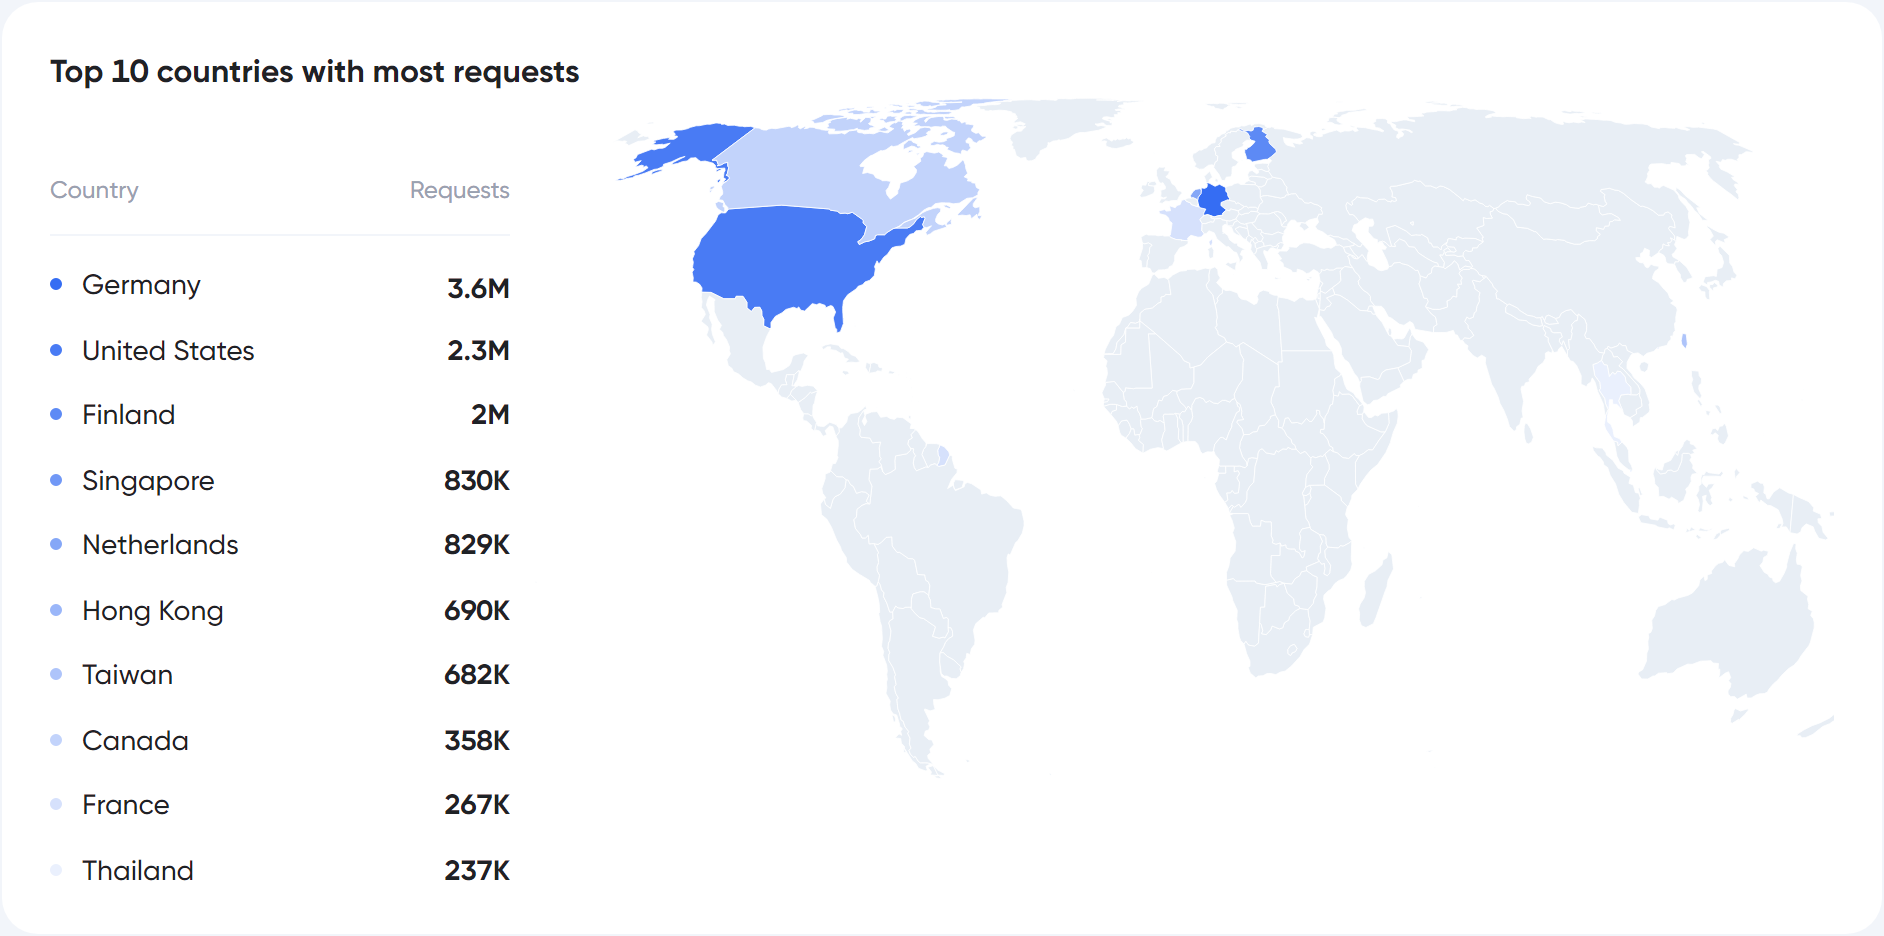 Top 10 countries with most requests
Country Requests
Germany 3.6M
United States 2.3M
Finland 2M
Singapore 830K
Netherlands 829K
Hong Kong 690K
Taiwan 682K
Canada 358K
France 267K
Thailand 237K